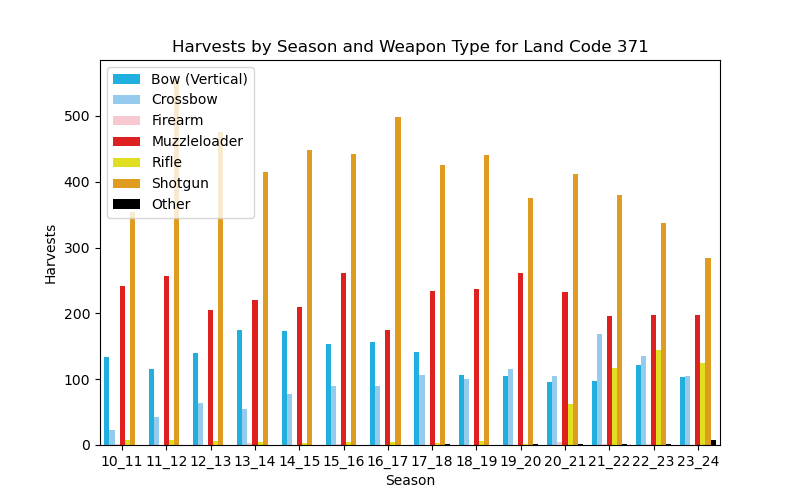 Harvests by Season and Weapon Type for Land Code 371
Bow (Vertical)
Crossbow
Firearm
Muzzleloader
Rifle
Shotgun
Other
500
400
300
200
100
0
Harvests
10_11 11_12 12_13 13_14 14_15 15_16 16_17 17_18 18_19 19_20 20_21 21_22 22_23 23_24
Season